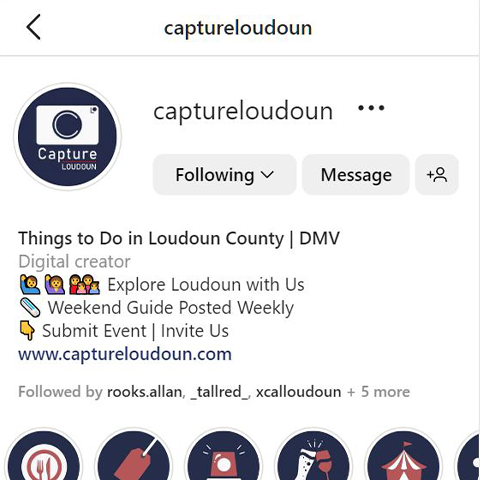 captureloudoun
Capture
LOUDOUN
captureloudoun
Following
Message
Things to Do in Loudoun County | DMV
Digital creator
Explore Loudoun with Us
Weekend Guide Posted Weekly
Submit Event | Invite Us
www.captureloudoun.com
Followed by rooks.allan, _tallred_, xcalloudoun + 5 more